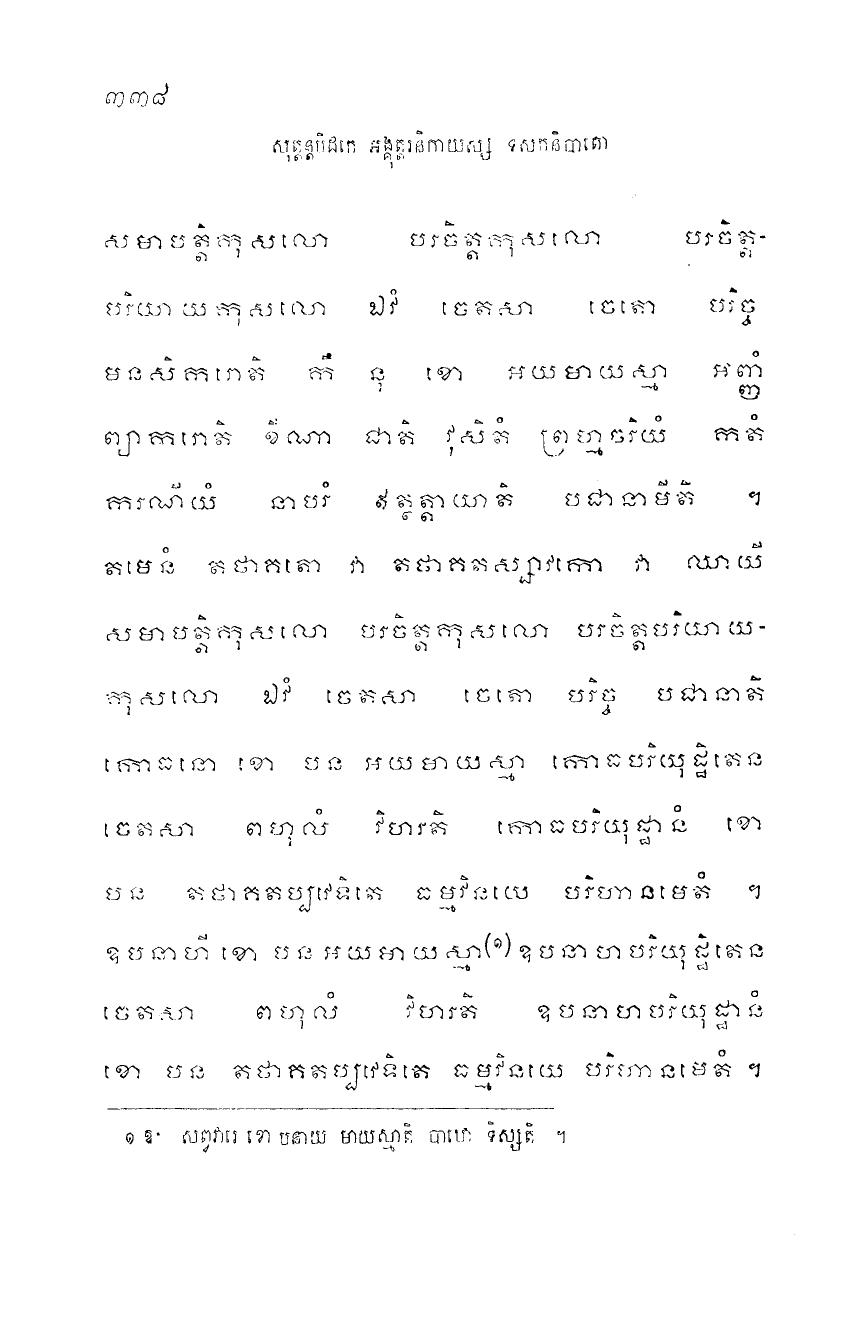 ៣៣៨
សុត្តន្តបិដកេ អង្គុត្តរនិកាយស្ស ទសកនិបាតោ
សមាបត្តិកុសលោ បរចិត្តកុសលោ បរចិត្ត-
បរិយាយកុសលោ ឯវំ ចេតសា ចេតោ បរិច្ច
មនសិករោតិ កឹ នុ ខោ អយមាយស្មា អញ្ញំ
ព្យាករោតិ ខីណា ជាតិ វុសិតំ ព្រហ្មចរិយំ កតំ
ករណីយំ នាបរំ ឥត្ថត្តាយាតិ បជានាមីតិ ។
តមេនំ តថាគតោ វា តថាគតស្សាវកោ វា ឈាយី
សមាបត្តិកុសលោ បរចិត្តកុសលោ បរចិត្តបរិយាយ-
កុសលោ ឯវំ ចេតសា ចេតោ បរិច្ច បជានាតិ
កោធនោ ខោ បន អយមាយស្មា កោធបរិយុដ្ឋិតេន
ចេតសា ពហុលំ វិហរតិ កោធបរិយុដ្ឋានំ ខោ
បន តថាគតប្បវេទិតេ ធម្មវិនយេ បរិហានមេតំ ។
ឧបនាហី ខោ បន អយមាយស្មា(១) ឧបនាហបរិយុដ្ឋិតេន
ចេតសា ពហុលំ វិហរតិ ឧបនាហបរិយុដ្ឋានំ
ខោ បន តថាគតប្បវេទិតេ ធម្មវិនយេ បរិហានមេតំ ។
១ ឱ. សព្វវារេ ខោ បនាយ មាយស្មាតិ បាឋោ ទិស្សតិ ។